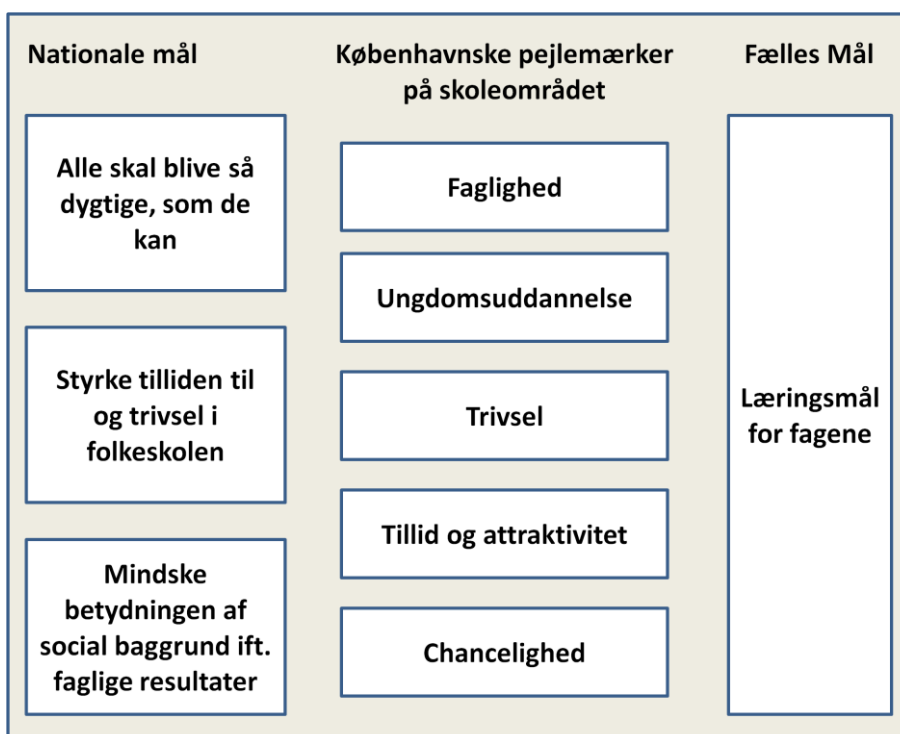 Nationale mål
Alle skal blive så
dygtige, som de
kan
Styrke tilliden til
og trivsel i
folkeskolen
Mindske
betydningen af
social baggrund ift.
faglige resultater
Københavnske pejlemærker
på skoleområdet
Faglighed
Ungdomsuddannelse
Trivsel
Tillid og attraktivitet
Chancelighed
Fælles Mål
Læringsmål
for fagene